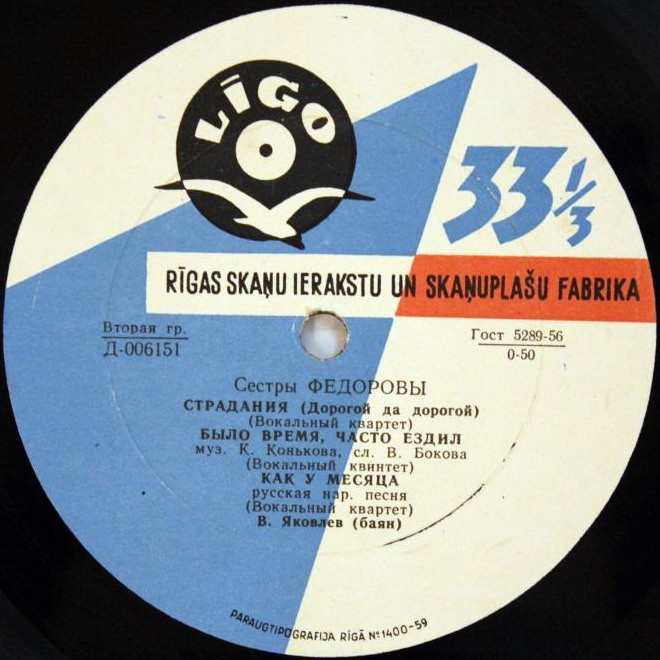 LĪGO
33 1/3
RĪGAS SKAŅU IERAKSTU UN SKAŅUPLAŠU FABRIKA
Вторая гр.
Д-006151
Гост 5289-56
0-50
Сестры ФЕДОРОВЫ
СТРАДАНИЯ (Дорогой да дорогой)
(Вокальный квартет)
БЫЛО ВРЕМЯ, ЧАСТО ЕЗДИЛ
муз. К. Конькова, сл. В. Бокова
(Вокальный квинтет)
КАК У МЕСЯЦА
русская нар. песня
(Вокальный квартет)
В. Яковлев (баян)
PARAUGTIPOGRAFIJA RĪGĀ № 1400-59